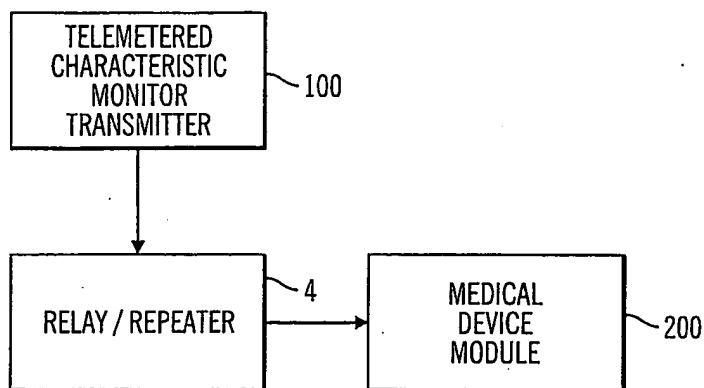 TELEMETERED
CHARACTERISTIC
MONITOR
TRANSMITTER
100
RELAY / REPEATER
4
MEDICAL
DEVICE
MODULE
200